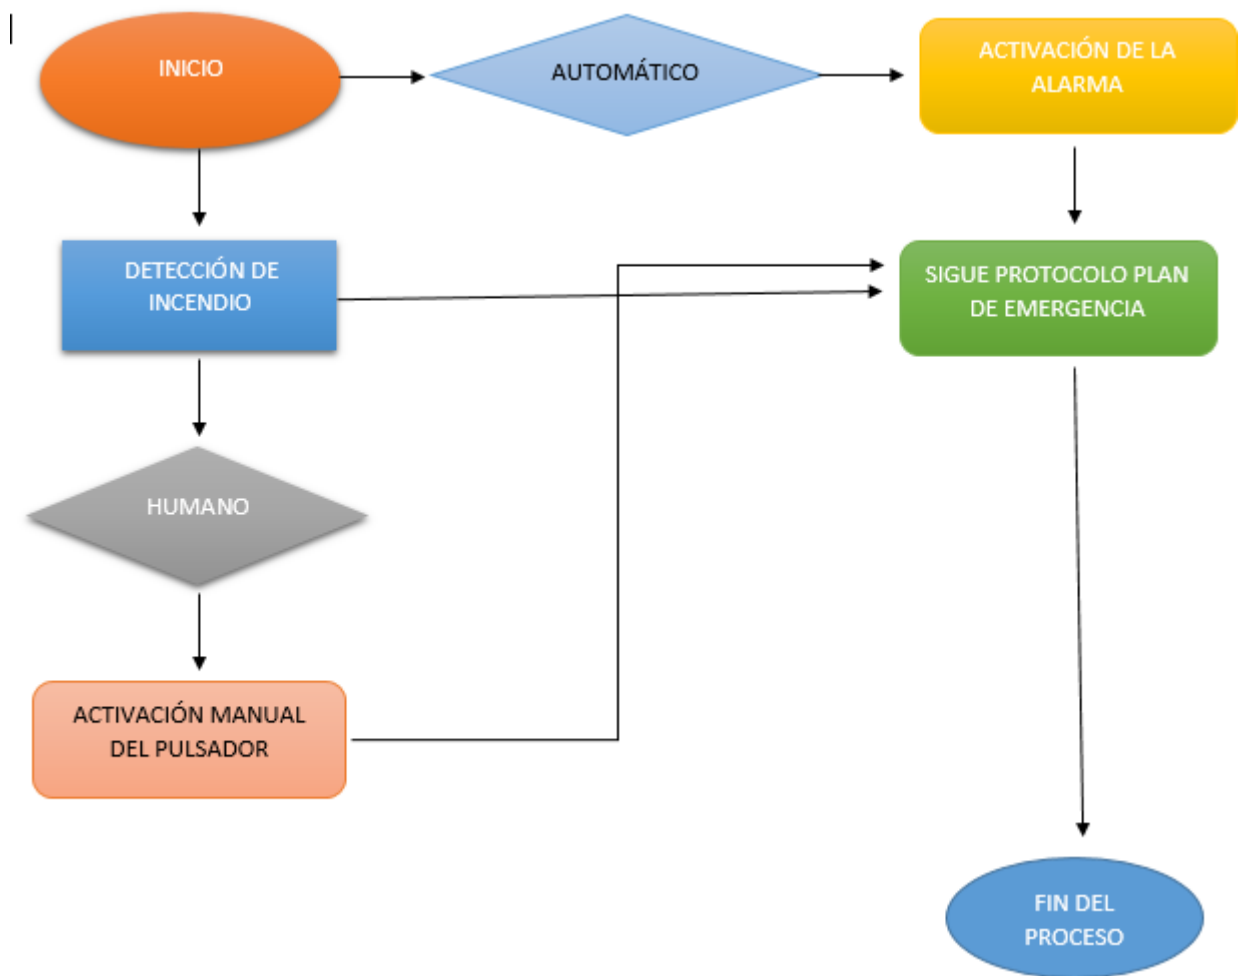 INICIO
AUTOMÁTICO
ACTIVACIÓN DE LA
ALARMA
DETECCIÓN DE
INCENDIO
SIGUE PROTOCOLO PLAN
DE EMERGENCIA
HUMANO
ACTIVACIÓN MANUAL
DEL PULSADOR
FIN DEL
PROCESO